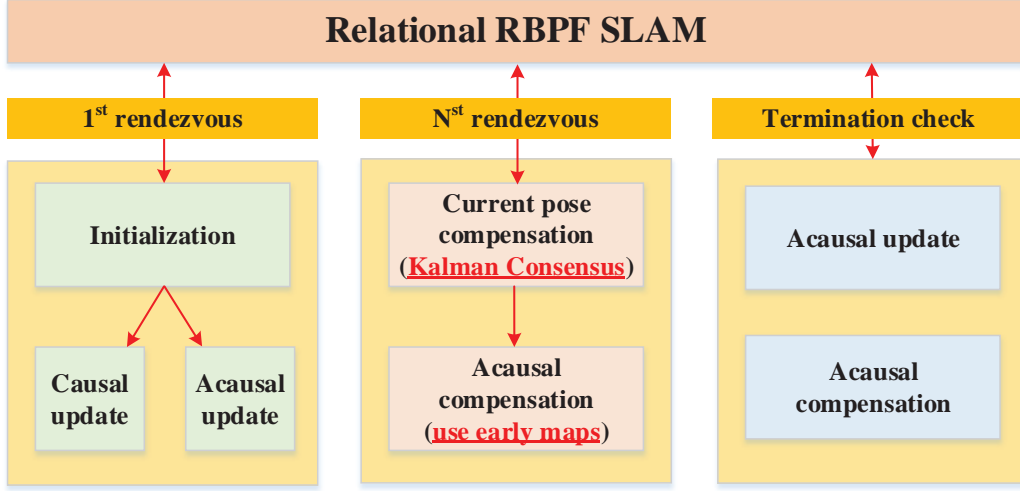 Relational RBPF SLAM
1st rendezvous
Nst rendezvous
Termination check
Initialization
Causal
update
Acausal
update
Current pose
compensation
(Kalman Consensus)
Acausal
compensation
(use early maps)
Acausal update
Acausal
compensation